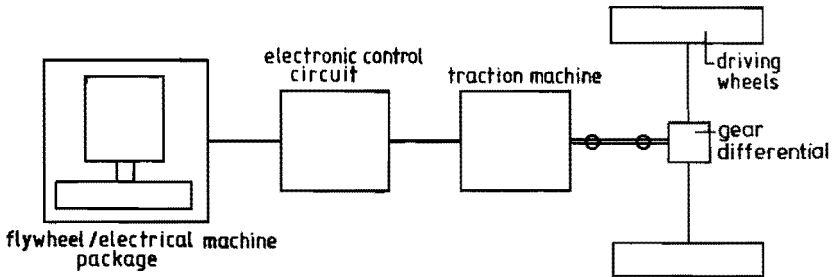 electronic control
circuit
traction machine
driving
wheels
gear
differential
flywheel/electrical machine
package